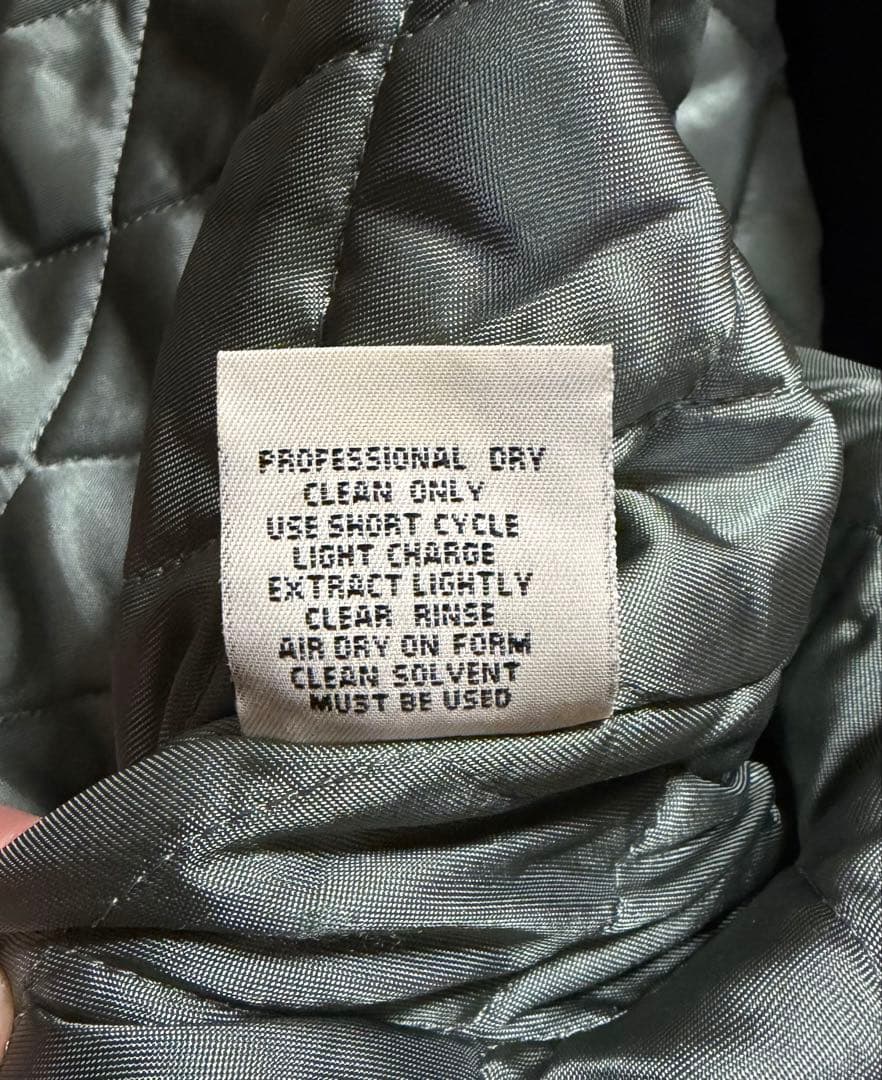 PROFESSIONAL DRY
CLEAN ONLY
USE SHORT CYCLE
LIGHT CHARGE
EXTRACT LIGHTLY
CLEAR RINSE
AIR DRY ON FORM
CLEAN SOLVENT
MUST BE USED